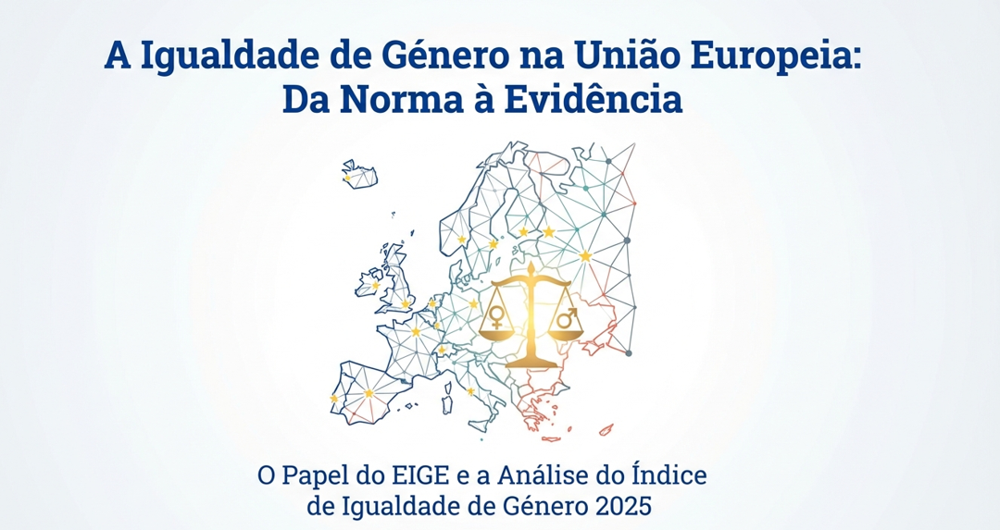 A Igualdade de Género na União Europeia:
Da Norma à Evidência
O Papel do EIGE e a Análise do Índice
de Igualdade de Género 2025